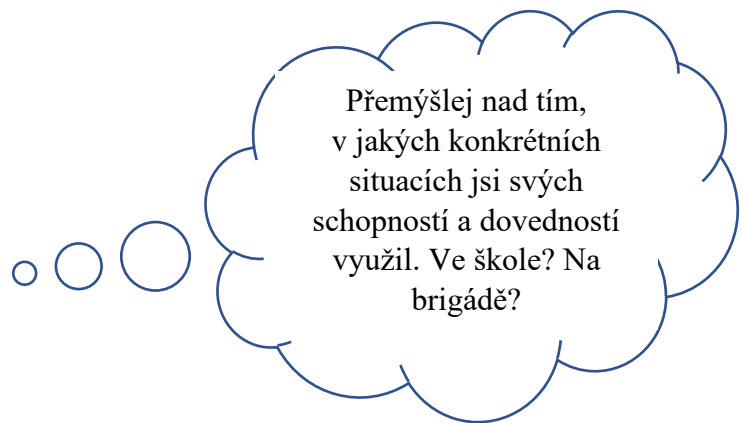 Přemýšlej nad tím,
v jakých konkrétních
situacích jsi svých
schopností a dovedností
využil. Ve škole? Na
brigádě?